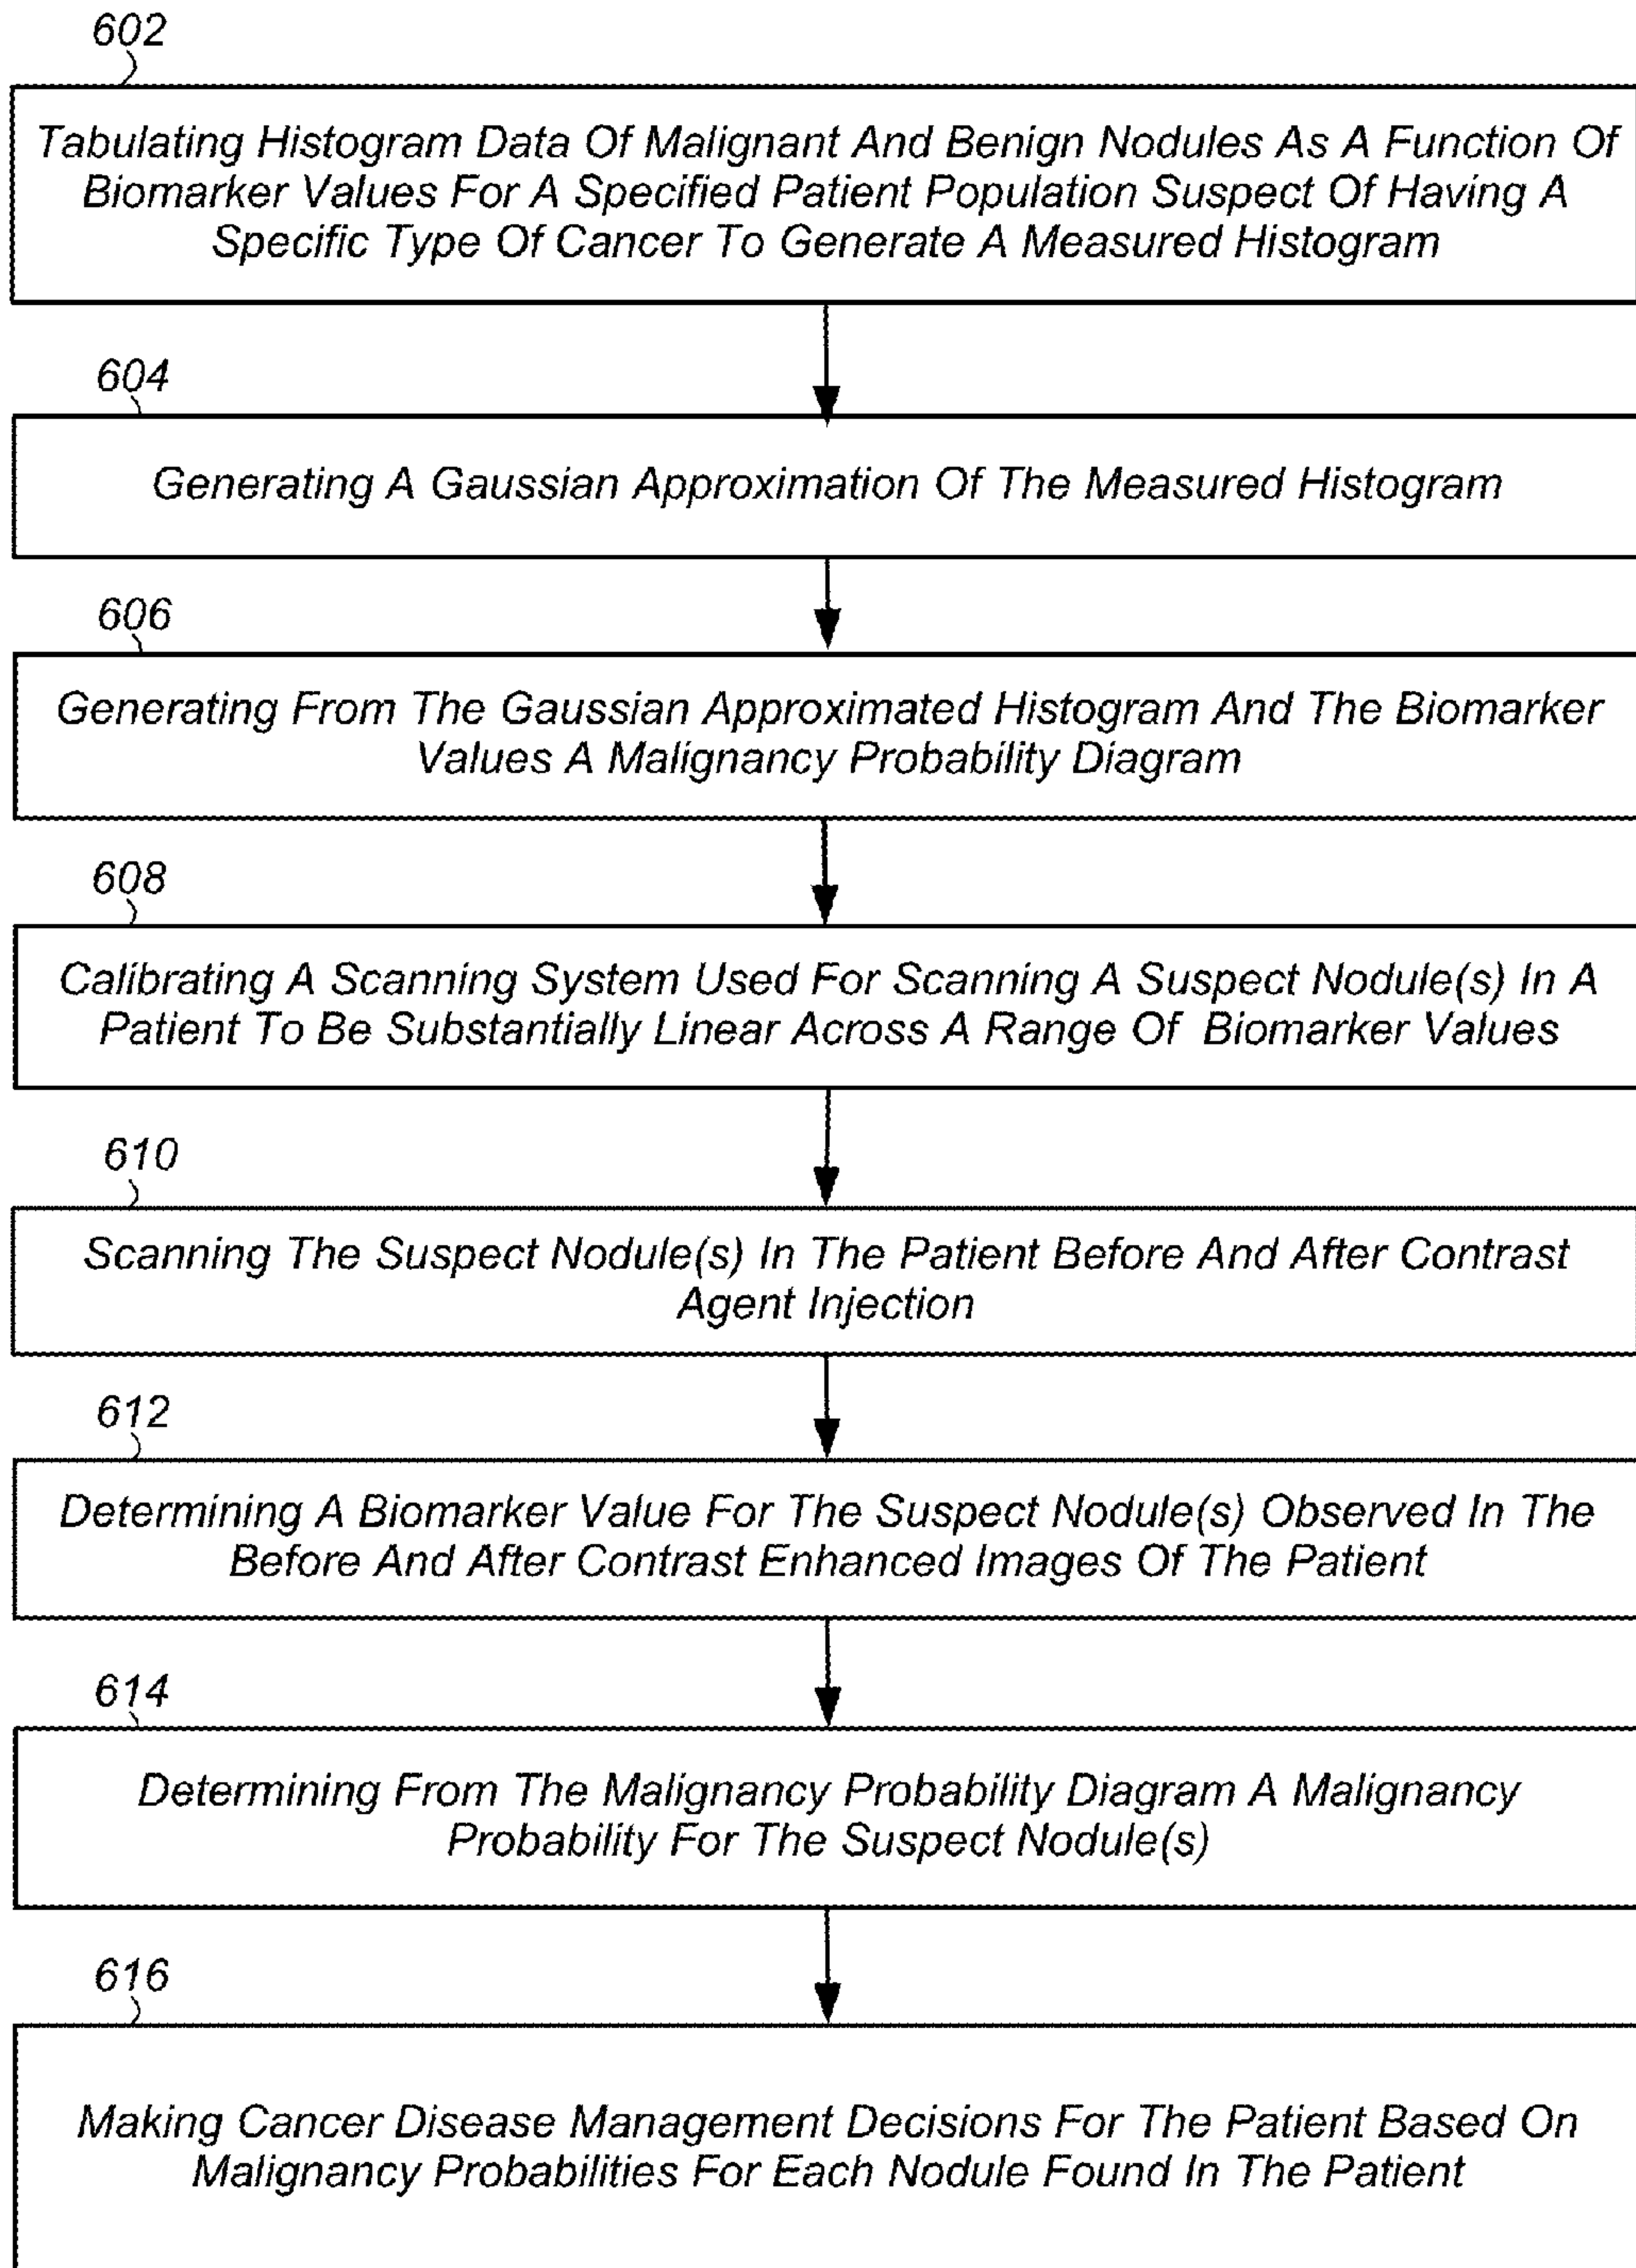 602
Tabulating Histogram Data Of Malignant And Benign Nodules As A Function Of
Biomarker Values For A Specified Patient Population Suspect Of Having A
Specific Type Of Cancer To Generate A Measured Histogram
604
Generating A Gaussian Approximation Of The Measured Histogram
606
Generating From The Gaussian Approximated Histogram And The Biomarker
Values A Malignancy Probability Diagram
608
Calibrating A Scanning System Used For Scanning A Suspect Nodule(s) In A
Patient To Be Substantially Linear Across A Range Of Biomarker Values
610
Scanning The Suspect Nodule(s) In The Patient Before And After Contrast
Agent Injection
612
Determining A Biomarker Value For The Suspect Nodule(s) Observed In The
Before And After Contrast Enhanced Images Of The Patient
614
Determining From The Malignancy Probability Diagram A Malignancy
Probability For The Suspect Nodule(s)
616
Making Cancer Disease Management Decisions For The Patient Based On
Malignancy Probabilities For Each Nodule Found In The Patient